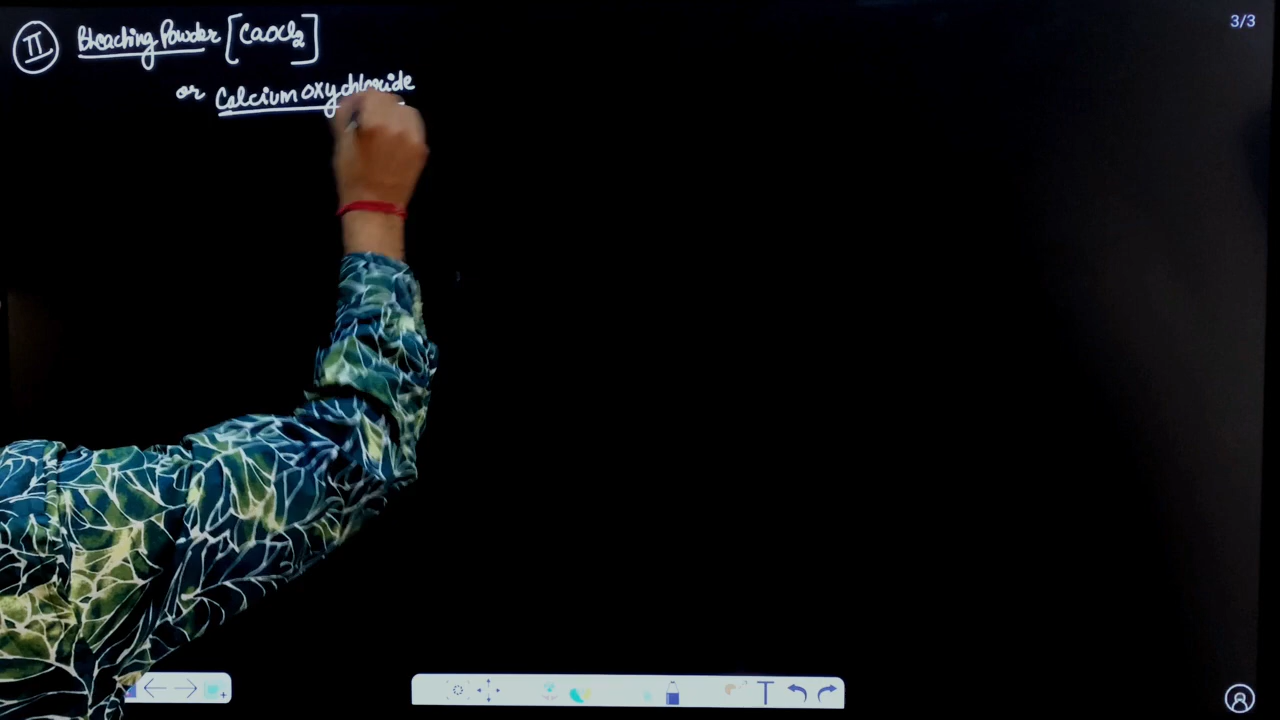 II Bleaching Powder [CaOCl₂]
3/3
or Calcium oxychloride
T